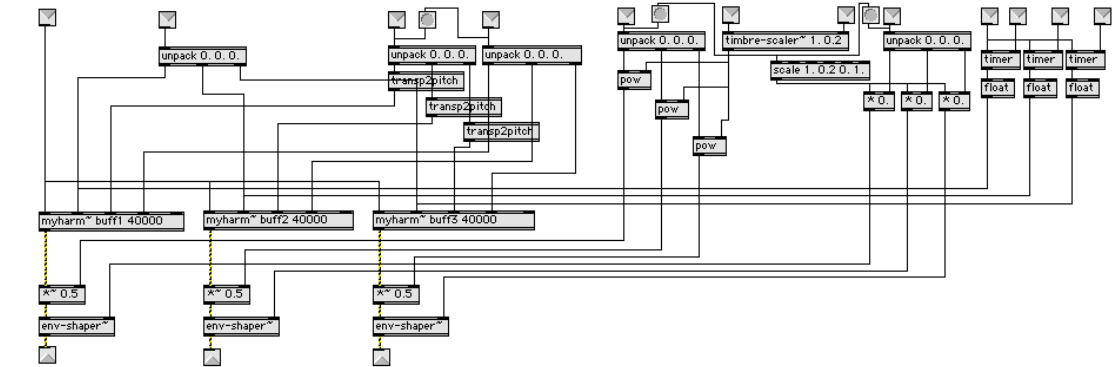 unpack 0. 0. 0.
unpack 0. 0. 0.
unpack 0. 0. 0.
unpack 0. 0. 0.
timbre-scaler~ 1. 0.2
unpack 0. 0. 0.
timer
timer
timer
transp2pitch
pow
scale 1. 0.2 0. 1.
float
float
float
transp2pitch
pow
* 0.
* 0.
* 0.
transp2pitch
pow
myharm~ buff1 40000
myharm~ buff2 40000
myharm~ buff3 40000
*~ 0.5
*~ 0.5
*~ 0.5
env-shaper~
env-shaper~
env-shaper~